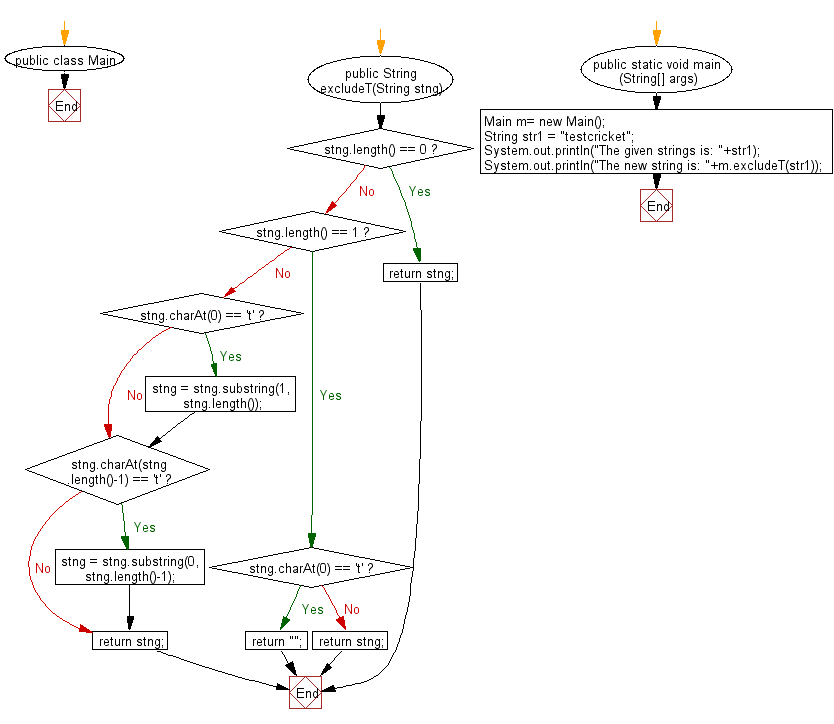 public class Main
End
public String
excludeT(String stng)
stng.length() == 0 ?
No
Yes
stng.length() == 1 ?
return stng;
No
stng.charAt(0) == 't' ?
Yes
No
stng = stng.substring(1,
stng.length());
Yes
stng.charAt(stng
.length()-1) == 't' ?
Yes
No
stng = stng.substring(0,
stng.length()-1);
stng.charAt(0) == 't' ?
Yes
No
return stng;
return "";
return stng;
End
public static void main
(String[] args)
Main m= new Main();
String str1 = "testcricket";
System.out.println("The given strings is: "+str1);
System.out.println("The new string is: "+m.excludeT(str1));
End